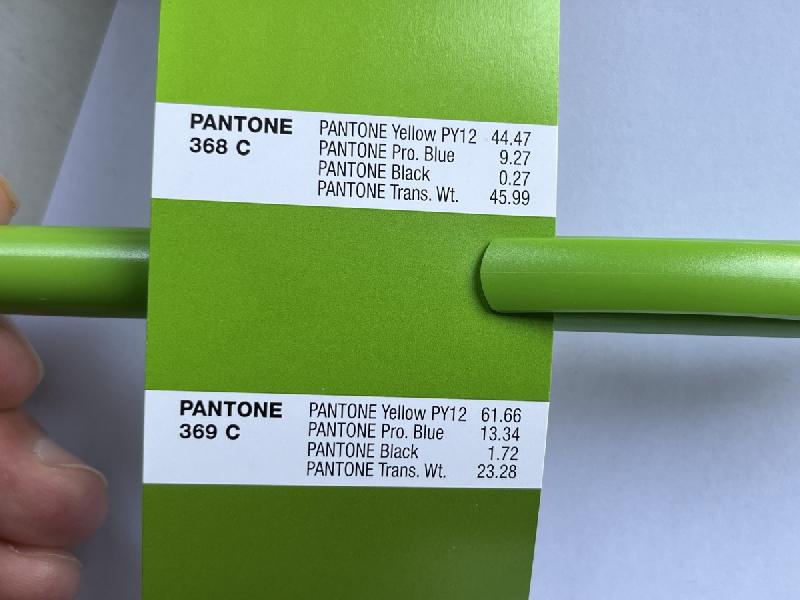 PANTONE
368 C
PANTONE Yellow PY12 44.47
PANTONE Pro. Blue 9.27
PANTONE Black 0.27
PANTONE Trans. Wt. 45.99
PANTONE
369 C
PANTONE Yellow PY12 61.66
PANTONE Pro. Blue 13.34
PANTONE Black 1.72
PANTONE Trans. Wt. 23.28